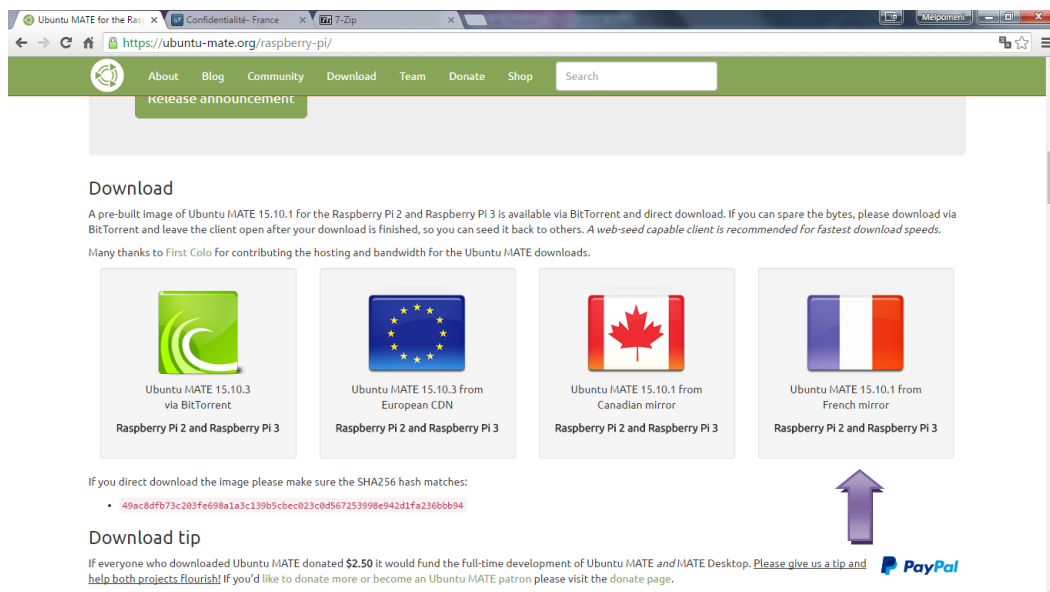 Ubuntu MATE for the Ras
Confidentialité- France
7-Zip
Melpomeni
https://ubuntu-mate.org/raspberry-pi/
About Blog Community Download Team Donate Shop Search
Release announcement
Download
A pre-built image of Ubuntu MATE 15.10.1 for the Raspberry Pi 2 and Raspberry Pi 3 is available via BitTorrent and direct download. If you can spare the bytes, please download via
BitTorrent and leave the client open after your download is finished, so you can seed it back to others. A web-seed capable client is recommended for fastest download speeds.
Many thanks to First Colo for contributing the hosting and bandwidth for the Ubuntu MATE downloads.
Ubuntu MATE 15.10.3
via BitTorrent
Raspberry Pi 2 and Raspberry Pi 3
Ubuntu MATE 15.10.3 from
European CDN
Raspberry Pi 2 and Raspberry Pi 3
Ubuntu MATE 15.10.1 from
Canadian mirror
Raspberry Pi 2 and Raspberry Pi 3
Ubuntu MATE 15.10.1 from
French mirror
Raspberry Pi 2 and Raspberry Pi 3
If you direct download the image please make sure the SHA256 hash matches:
49ac8dfb73c203fe698a1a3c139b5cbec023c0d567253998e942d1fa236bbb94
Download tip
If everyone who downloaded Ubuntu MATE donated $2.50 it would fund the full-time development of Ubuntu MATE and MATE Desktop. Please give us a tip and
help both projects flourish! If you'd like to donate more or become an Ubuntu MATE patron please visit the donate page.
PayPal